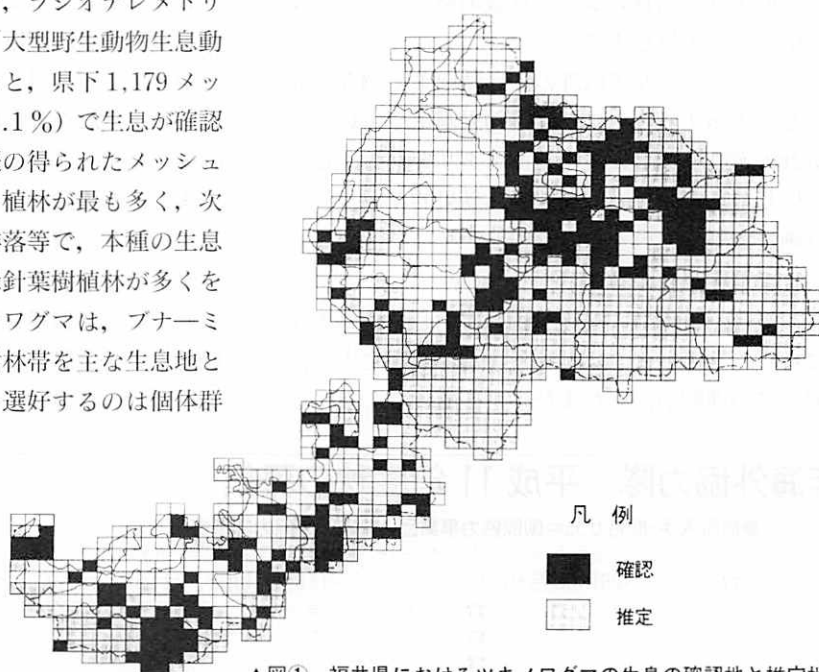 ，ラジオテレメトリ
大型野生動物生息動
と，県下1,179メッ
.1％）で生息が確認
の得られたメッシュ
植林が最も多く，次
落等で，本種の生息
針葉樹植林が多くを
ワグマは，ブナ―ミ
林帯を主な生息地と
選好するのは個体群
凡 例
確認
推定
▲図① 福井県におけるツキノワグマの生息の確認地と推定地